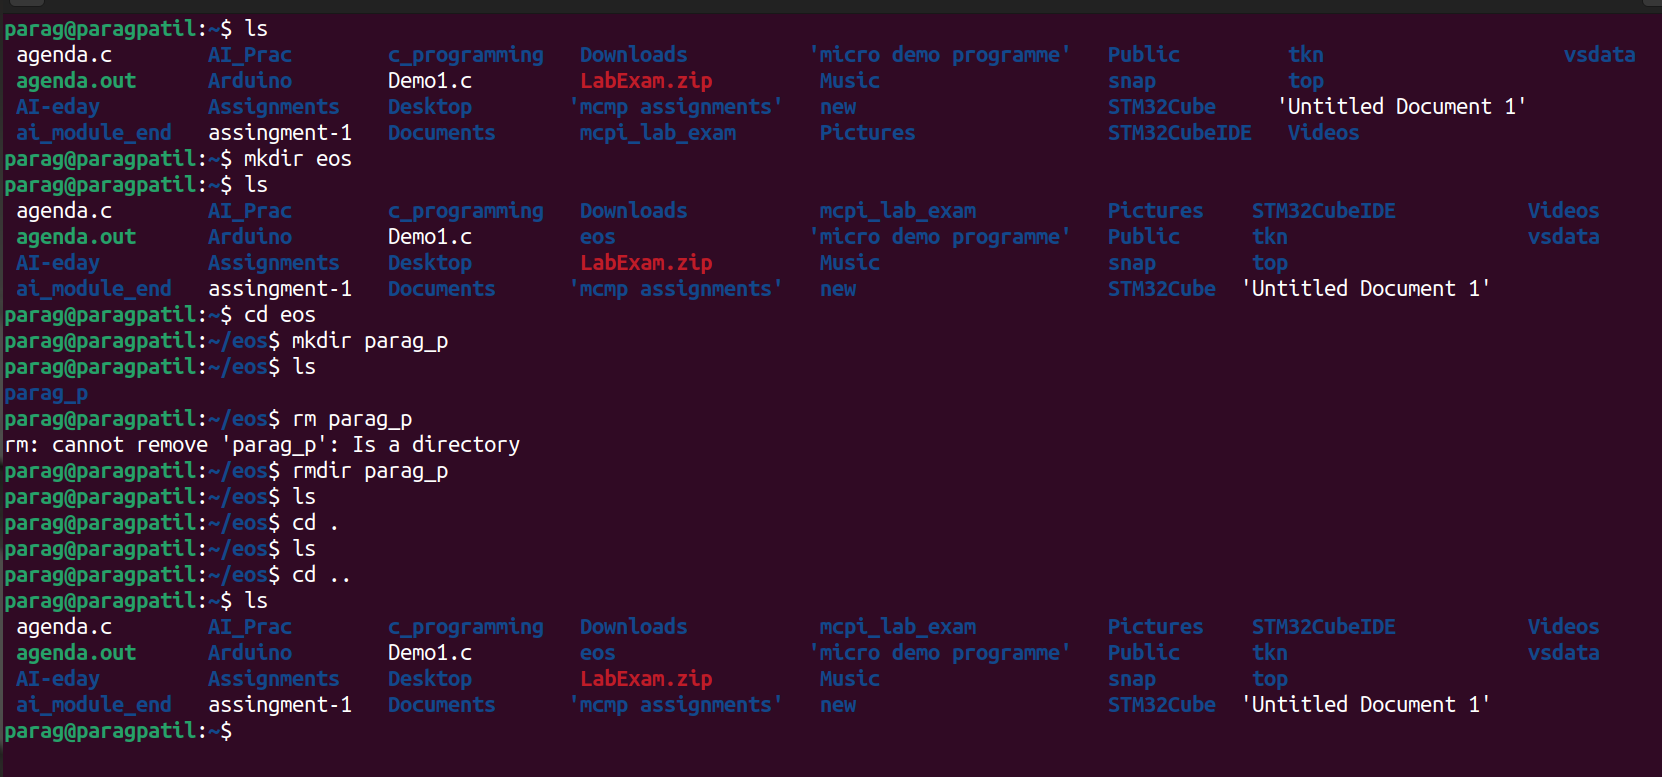 parag@paragpatil:~$ ls
agenda.c AI_Prac c_programming Downloads 'micro demo programme' Public tkn vsdata
agenda.out Arduino Demo1.c LabExam.zip Music snap top
AI-eday Assignments Desktop 'mcmp assignments' new STM32Cube 'Untitled Document 1'
ai_module_end assingment-1 Documents mcpi_lab_exam Pictures STM32CubeIDE Videos
parag@paragpatil:~$ mkdir eos
parag@paragpatil:~$ ls
agenda.c AI_Prac c_programming Downloads mcpi_lab_exam Pictures STM32CubeIDE Videos
agenda.out Arduino Demo1.c eos 'micro demo programme' Public tkn vsdata
AI-eday Assignments Desktop LabExam.zip Music snap top
ai_module_end assingment-1 Documents 'mcmp assignments' new STM32Cube 'Untitled Document 1'
parag@paragpatil:~$ cd eos
parag@paragpatil:~/eos$ mkdir parag_p
parag@paragpatil:~/eos$ ls
parag_p
parag@paragpatil:~/eos$ rm parag_p
rm: cannot remove 'parag_p': Is a directory
parag@paragpatil:~/eos$ rmdir parag_p
parag@paragpatil:~/eos$ ls
parag@paragpatil:~/eos$ cd .
parag@paragpatil:~/eos$ ls
parag@paragpatil:~/eos$ cd ..
parag@paragpatil:~$ ls
agenda.c AI_Prac c_programming Downloads mcpi_lab_exam Pictures STM32CubeIDE Videos
agenda.out Arduino Demo1.c eos 'micro demo programme' Public tkn vsdata
AI-eday Assignments Desktop LabExam.zip Music snap top
ai_module_end assingment-1 Documents 'mcmp assignments' new STM32Cube 'Untitled Document 1'
parag@paragpatil:~$